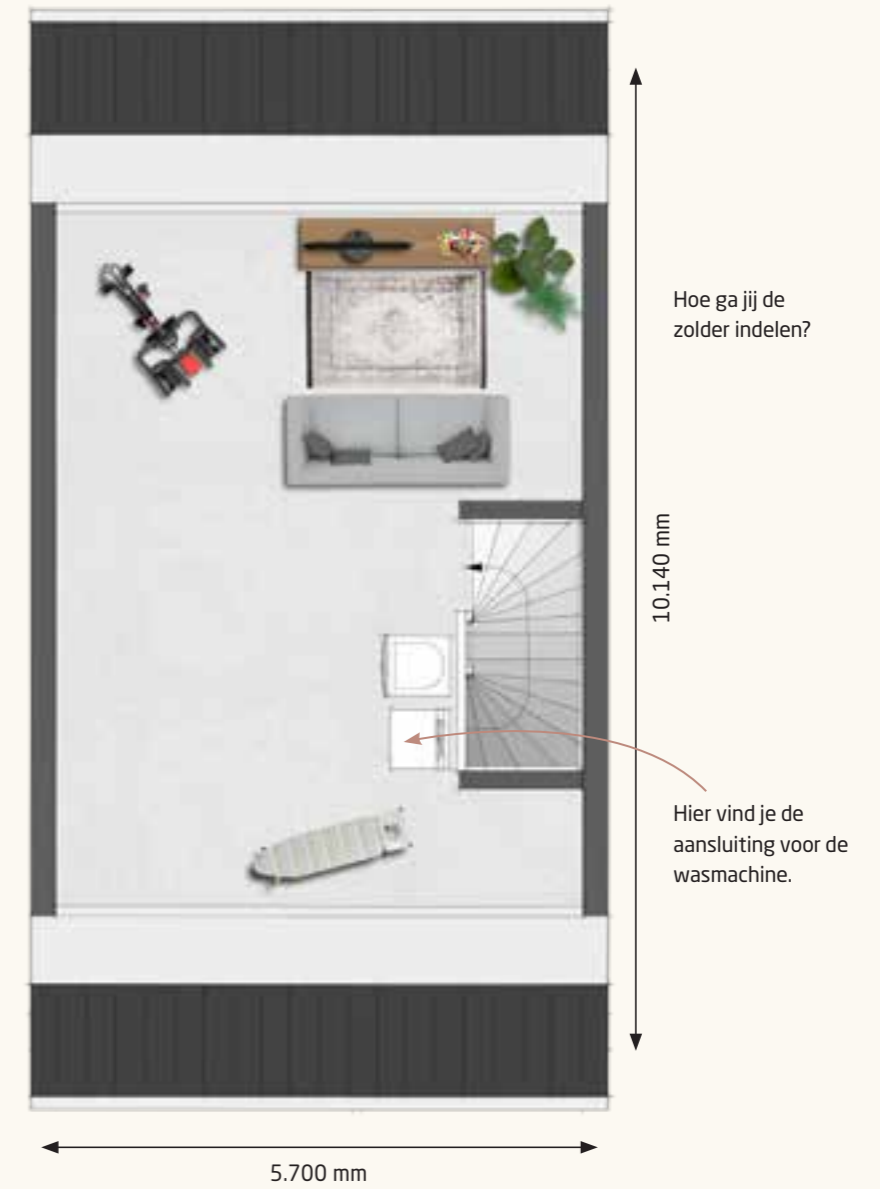 Hoe ga jij de
zolder indelen?
10.140 mm
Hier vind je de
aansluiting voor de
wasmachine.
5.700 mm